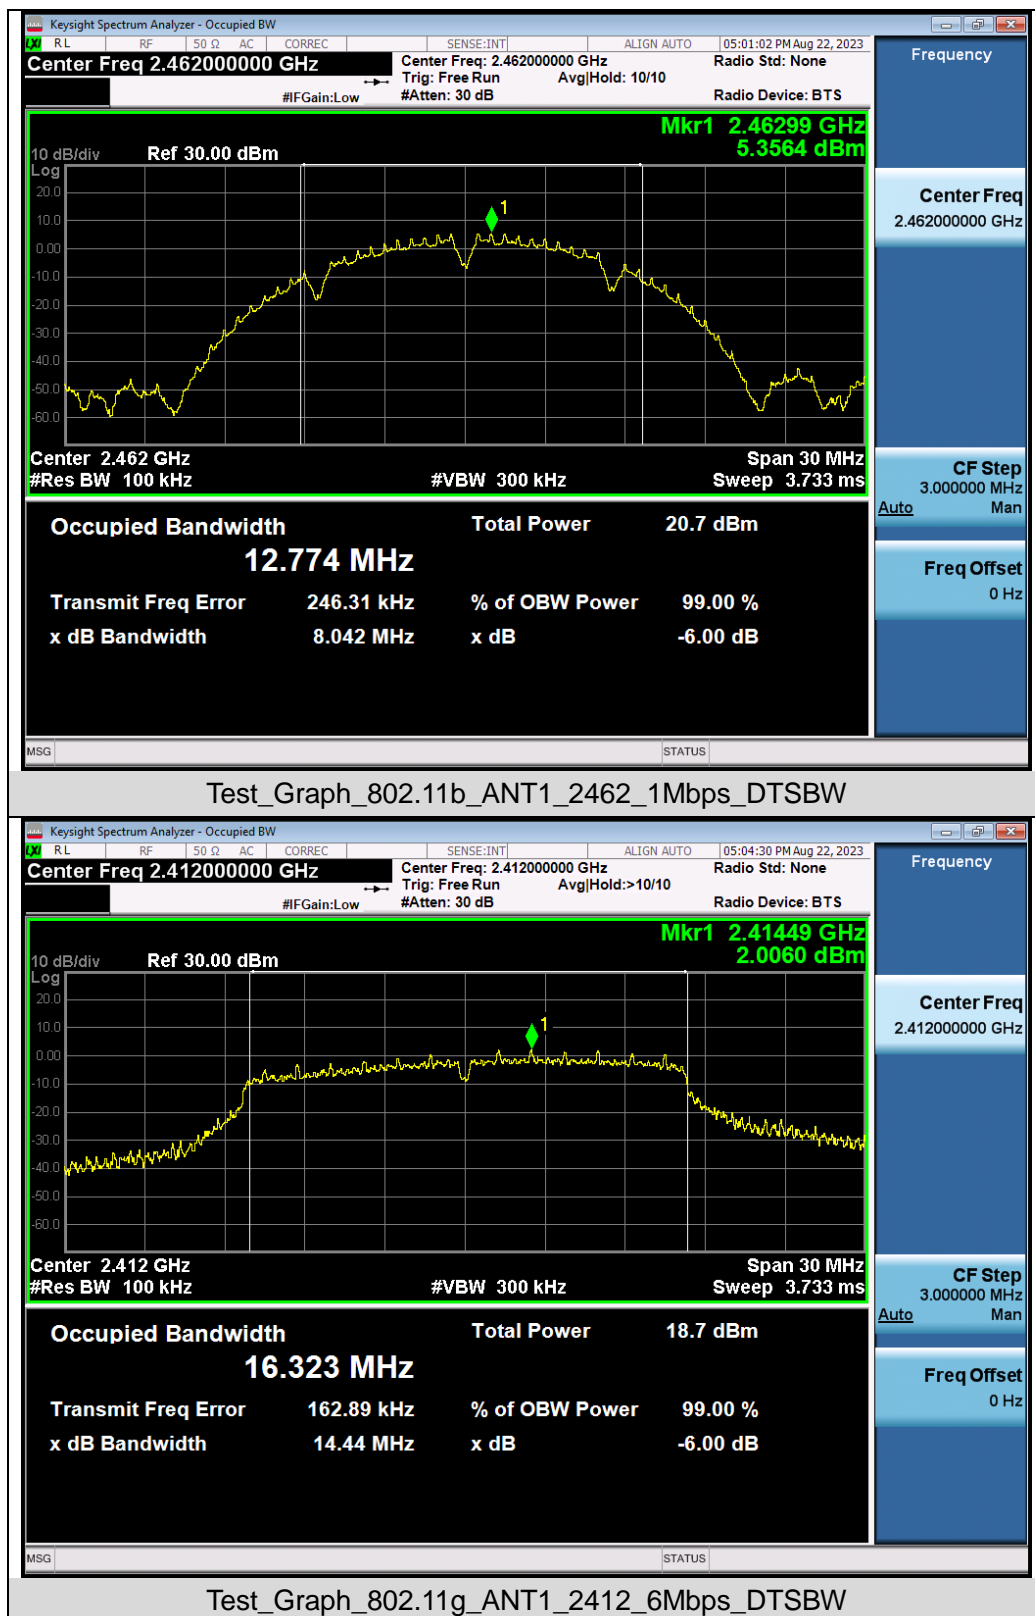 Keysight Spectrum Analyzer - Occupied BW
LXI RL RF 50 Ω AC CORREC SENSE:INT ALIGN AUTO 05:01:02 PM Aug 22, 2023
Center Freq 2.462000000 GHz Center Freq: 2.462000000 GHz Radio Std: None
Trig: Free Run Avg|Hold: 10/10
#IFGain:Low #Atten: 30 dB Radio Device: BTS
Frequency
Mkr1 2.46299 GHz
5.3564 dBm
10 dB/div Ref 30.00 dBm
Log
20.0
10.0
0.00
-10.0
-20.0
-30.0
-40.0
-50.0
-60.0
1
Center 2.462 GHz Span 30 MHz
#Res BW 100 kHz #VBW 300 kHz Sweep 3.733 ms
Center Freq
2.462000000 GHz
CF Step
3.000000 MHz
Auto Man
Freq Offset
0 Hz
Occupied Bandwidth Total Power 20.7 dBm
12.774 MHz
Transmit Freq Error 246.31 kHz % of OBW Power 99.00 %
x dB Bandwidth 8.042 MHz x dB -6.00 dB
MSG STATUS
Test_Graph_802.11b_ANT1_2462_1Mbps_DTSBW
Keysight Spectrum Analyzer - Occupied BW
LXI RL RF 50 Ω AC CORREC SENSE:INT ALIGN AUTO 05:04:30 PM Aug 22, 2023
Center Freq 2.412000000 GHz Center Freq: 2.412000000 GHz Radio Std: None
Trig: Free Run Avg|Hold:>10/10
#IFGain:Low #Atten: 30 dB Radio Device: BTS
Frequency
Mkr1 2.41449 GHz
2.0060 dBm
10 dB/div Ref 30.00 dBm
Log
20.0
10.0
0.00
-10.0
-20.0
-30.0
-40.0
-50.0
-60.0
1
Center 2.412 GHz Span 30 MHz
#Res BW 100 kHz #VBW 300 kHz Sweep 3.733 ms
Center Freq
2.412000000 GHz
CF Step
3.000000 MHz
Auto Man
Freq Offset
0 Hz
Occupied Bandwidth Total Power 18.7 dBm
16.323 MHz
Transmit Freq Error 162.89 kHz % of OBW Power 99.00 %
x dB Bandwidth 14.44 MHz x dB -6.00 dB
MSG STATUS
Test_Graph_802.11g_ANT1_2412_6Mbps_DTSBW